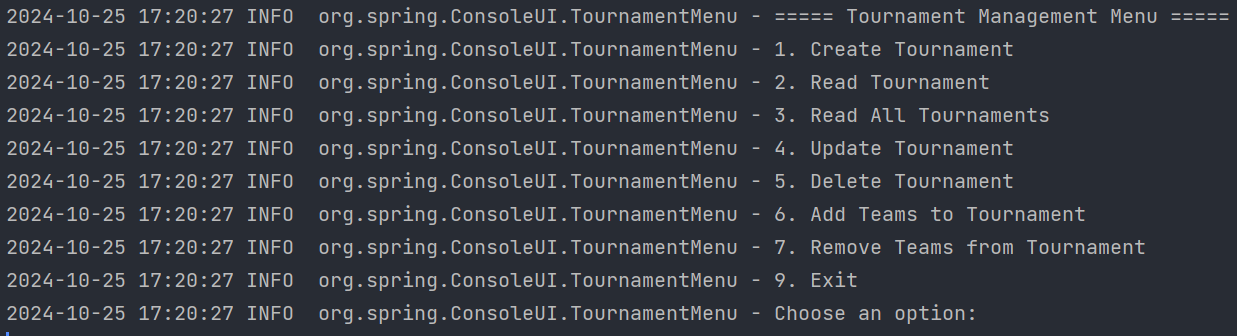 2024-10-25 17:20:27 INFO  org.spring.ConsoleUI.TournamentMenu - ===== Tournament Management Menu =====
2024-10-25 17:20:27 INFO  org.spring.ConsoleUI.TournamentMenu - 1. Create Tournament
2024-10-25 17:20:27 INFO  org.spring.ConsoleUI.TournamentMenu - 2. Read Tournament
2024-10-25 17:20:27 INFO  org.spring.ConsoleUI.TournamentMenu - 3. Read All Tournaments
2024-10-25 17:20:27 INFO  org.spring.ConsoleUI.TournamentMenu - 4. Update Tournament
2024-10-25 17:20:27 INFO  org.spring.ConsoleUI.TournamentMenu - 5. Delete Tournament
2024-10-25 17:20:27 INFO  org.spring.ConsoleUI.TournamentMenu - 6. Add Teams to Tournament
2024-10-25 17:20:27 INFO  org.spring.ConsoleUI.TournamentMenu - 7. Remove Teams from Tournament
2024-10-25 17:20:27 INFO  org.spring.ConsoleUI.TournamentMenu - 9. Exit
2024-10-25 17:20:27 INFO  org.spring.ConsoleUI.TournamentMenu - Choose an option: